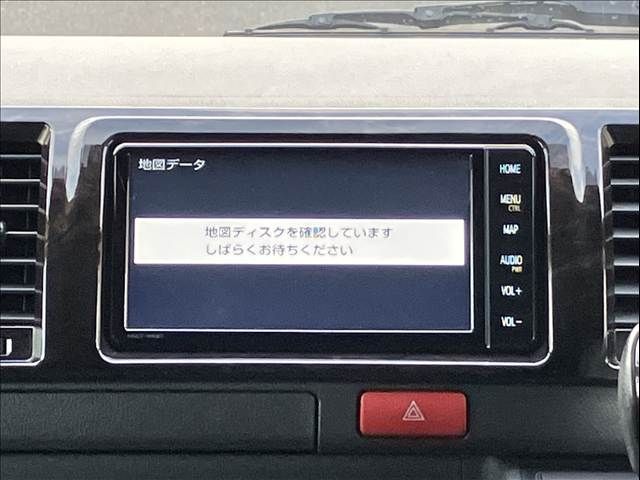 地図データ
地図ディスクを確認しています
しばらくお待ちください
HOME
MENU
CTRL
MAP
AUDIO
PWR
VOL+
VOL-